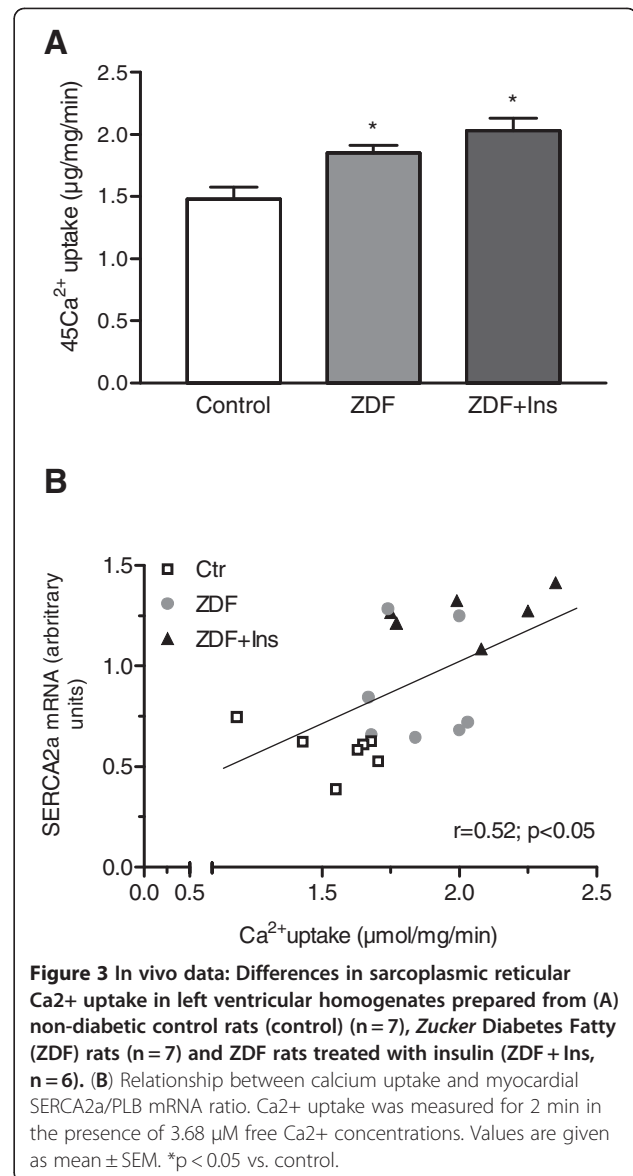 A
2.5
2.0
1.5
1.0
0.5
0.0
45Ca²⁺ uptake (µg/mg/min)
*
*
Control ZDF ZDF+Ins
B
1.5
1.0
0.5
0.0
SERCA2a mRNA (arbritrary
units)
Ctr
ZDF
ZDF+Ins
r=0.52; p<0.05
0.0 0.5 1.5 2.0 2.5
Ca²⁺uptake (µmol/mg/min)
Figure 3 In vivo data: Differences in sarcoplasmic reticular
Ca2+ uptake in left ventricular homogenates prepared from (A)
non-diabetic control rats (control) (n = 7), Zucker Diabetes Fatty
(ZDF) rats (n = 7) and ZDF rats treated with insulin (ZDF + Ins,
n = 6). (B) Relationship between calcium uptake and myocardial
SERCA2a/PLB mRNA ratio. Ca2+ uptake was measured for 2 min in
the presence of 3.68 µM free Ca2+ concentrations. Values are given
as mean ± SEM. *p < 0.05 vs. control.